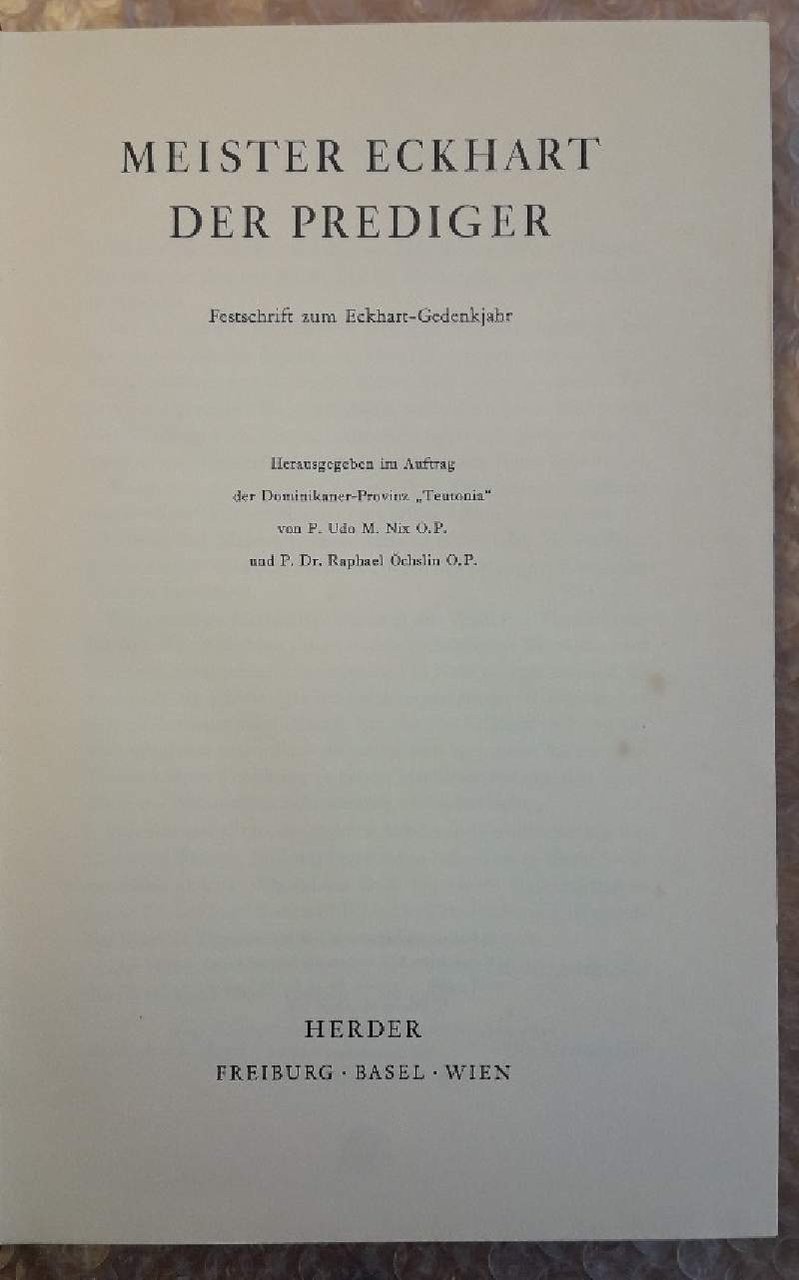 MEISTER ECKHART
DER PREDIGER
Festschrift zum Eckhart-Gedenkjahr
Herausgegeben im Auftrag
der Dominikaner-Provinz „Teutonia“
von P. Udo M. Nix O.P.
und P. Dr. Raphael Öchslin O.P.
HERDER
FREIBURG · BASEL · WIEN